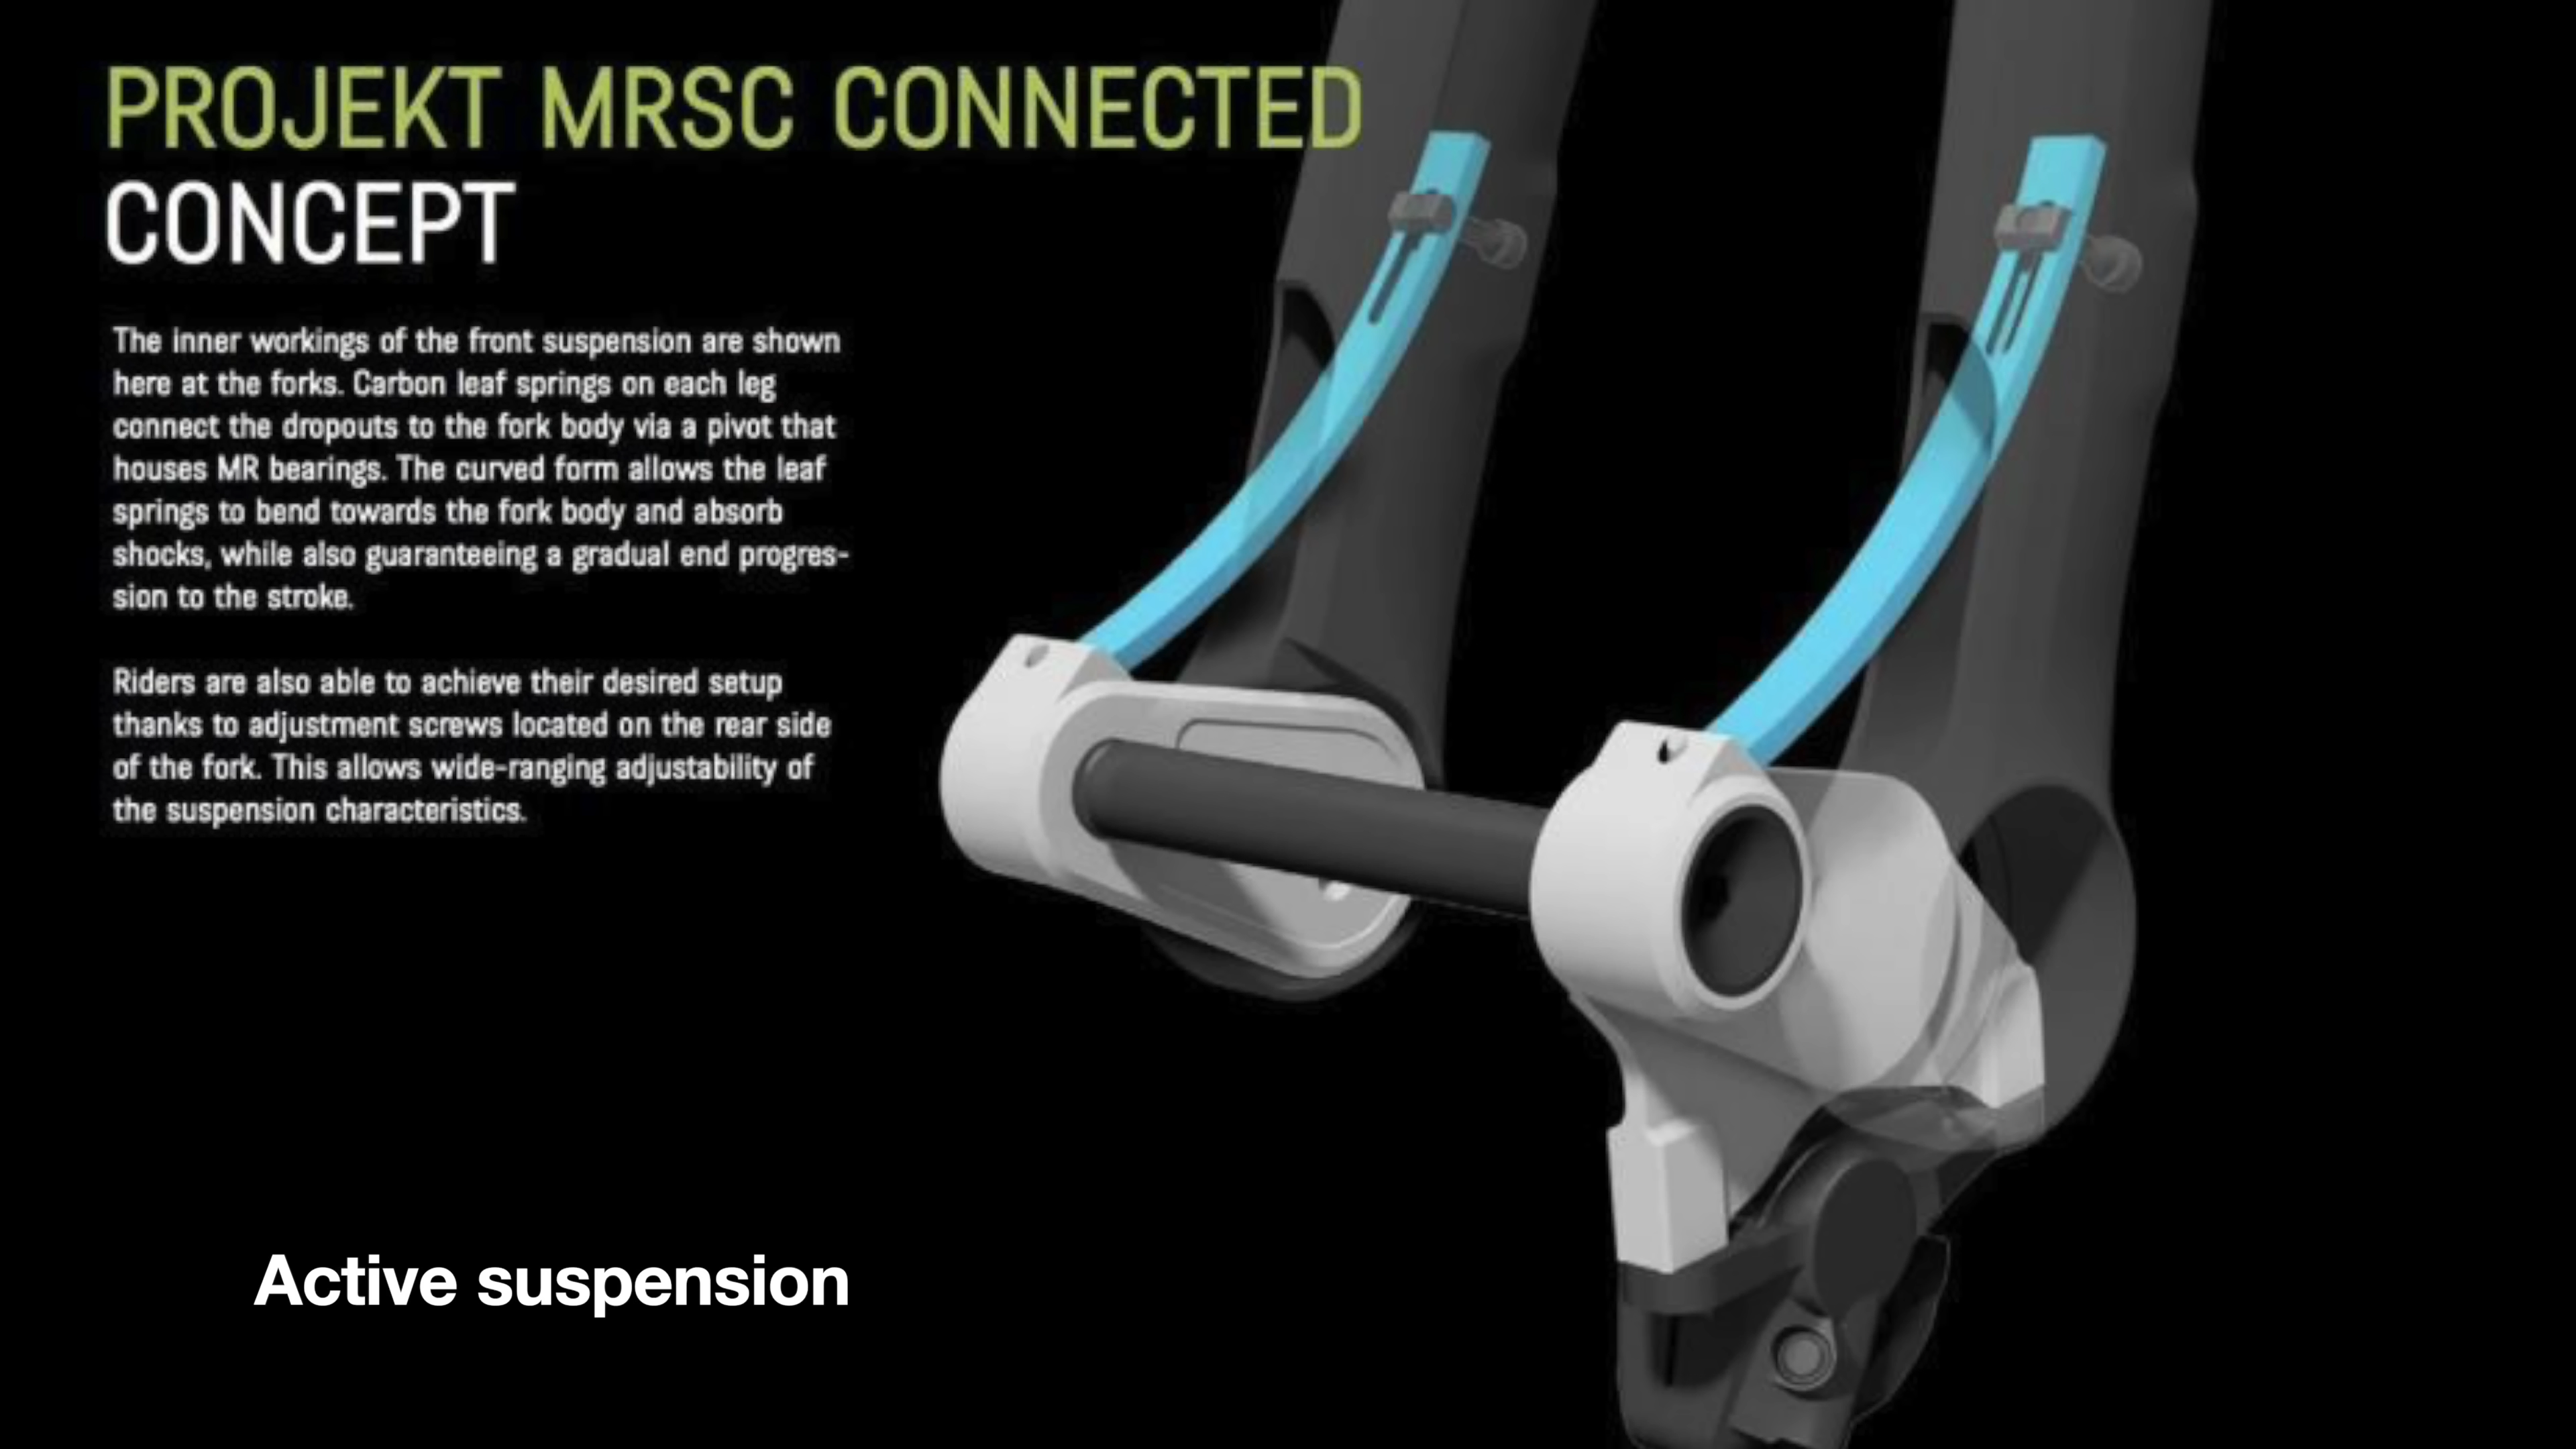 PROJEKT MRSC CONNECTED
CONCEPT
The inner workings of the front suspension are shown
here at the forks. Carbon leaf springs on each leg
connect the dropouts to the fork body via a pivot that
houses MR bearings. The curved form allows the leaf
springs to bend towards the fork body and absorb
shocks, while also guaranteeing a gradual end progres-
sion to the stroke.
Riders are also able to achieve their desired setup
thanks to adjustment screws located on the rear side
of the fork. This allows wide-ranging adjustability of
the suspension characteristics.
Active suspension